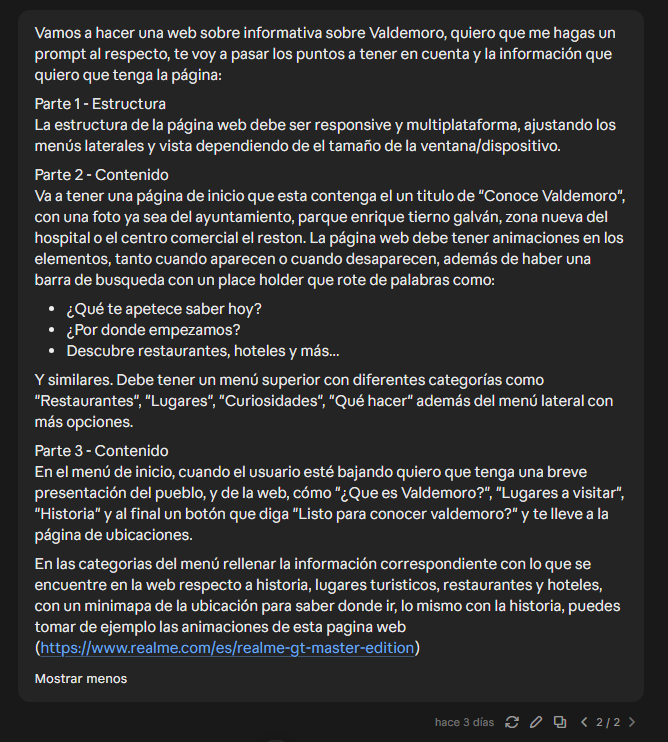 Vamos a hacer una web sobre informativa sobre Valdemoro, quiero que me hagas un
prompt al respecto, te voy a pasar los puntos a tener en cuenta y la información que
quiero que tenga la página:
Parte 1 - Estructura
La estructura de la página web debe ser responsive y multiplataforma, ajustando los
menús laterales y vista dependiendo de el tamaño de la ventana/dispositivo.
Parte 2 - Contenido
Va a tener una página de inicio que esta contenga el un titulo de "Conoce Valdemoro",
con una foto ya sea del ayuntamiento, parque enrique tierno galván, zona nueva del
hospital o el centro comercial el reston. La página web debe tener animaciones en los
elementos, tanto cuando aparecen o cuando desaparecen, además de haber una
barra de busqueda con un place holder que rote de palabras como:
• ¿Qué te apetece saber hoy?
• ¿Por donde empezamos?
• Descubre restaurantes, hoteles y más...
Y similares. Debe tener un menú superior con diferentes categorías como
"Restaurantes", "Lugares", "Curiosidades", "Qué hacer" además del menú lateral con
más opciones.
Parte 3 - Contenido
En el menú de inicio, cuando el usuario esté bajando quiero que tenga una breve
presentación del pueblo, y de la web, cómo "¿Que es Valdemoro?", "Lugares a visitar",
"Historia" y al final un botón que diga "Listo para conocer valdemoro?" y te lleve a la
página de ubicaciones.
En las categorias del menú rellenar la información correspondiente con lo que se
encuentre en la web respecto a historia, lugares turisticos, restaurantes y hoteles,
con un minimapa de la ubicación para saber donde ir, lo mismo con la historia, puedes
tomar de ejemplo las animaciones de esta pagina web
(https://www.realme.com/es/realme-gt-master-edition)
Mostrar menos
hace 3 días
2 / 2